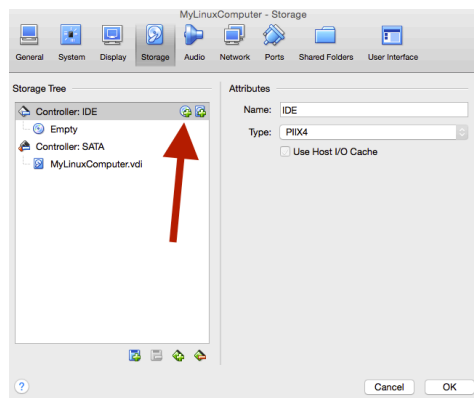 MyLinuxComputer - Storage
General System Display Storage Audio Network Ports Shared Folders User Interface
Storage Tree
Attributes
Controller: IDE
Name: IDE
Empty
Type: PIIX4
Controller: SATA
Use Host I/O Cache
MyLinuxComputer.vdi
?
Cancel OK